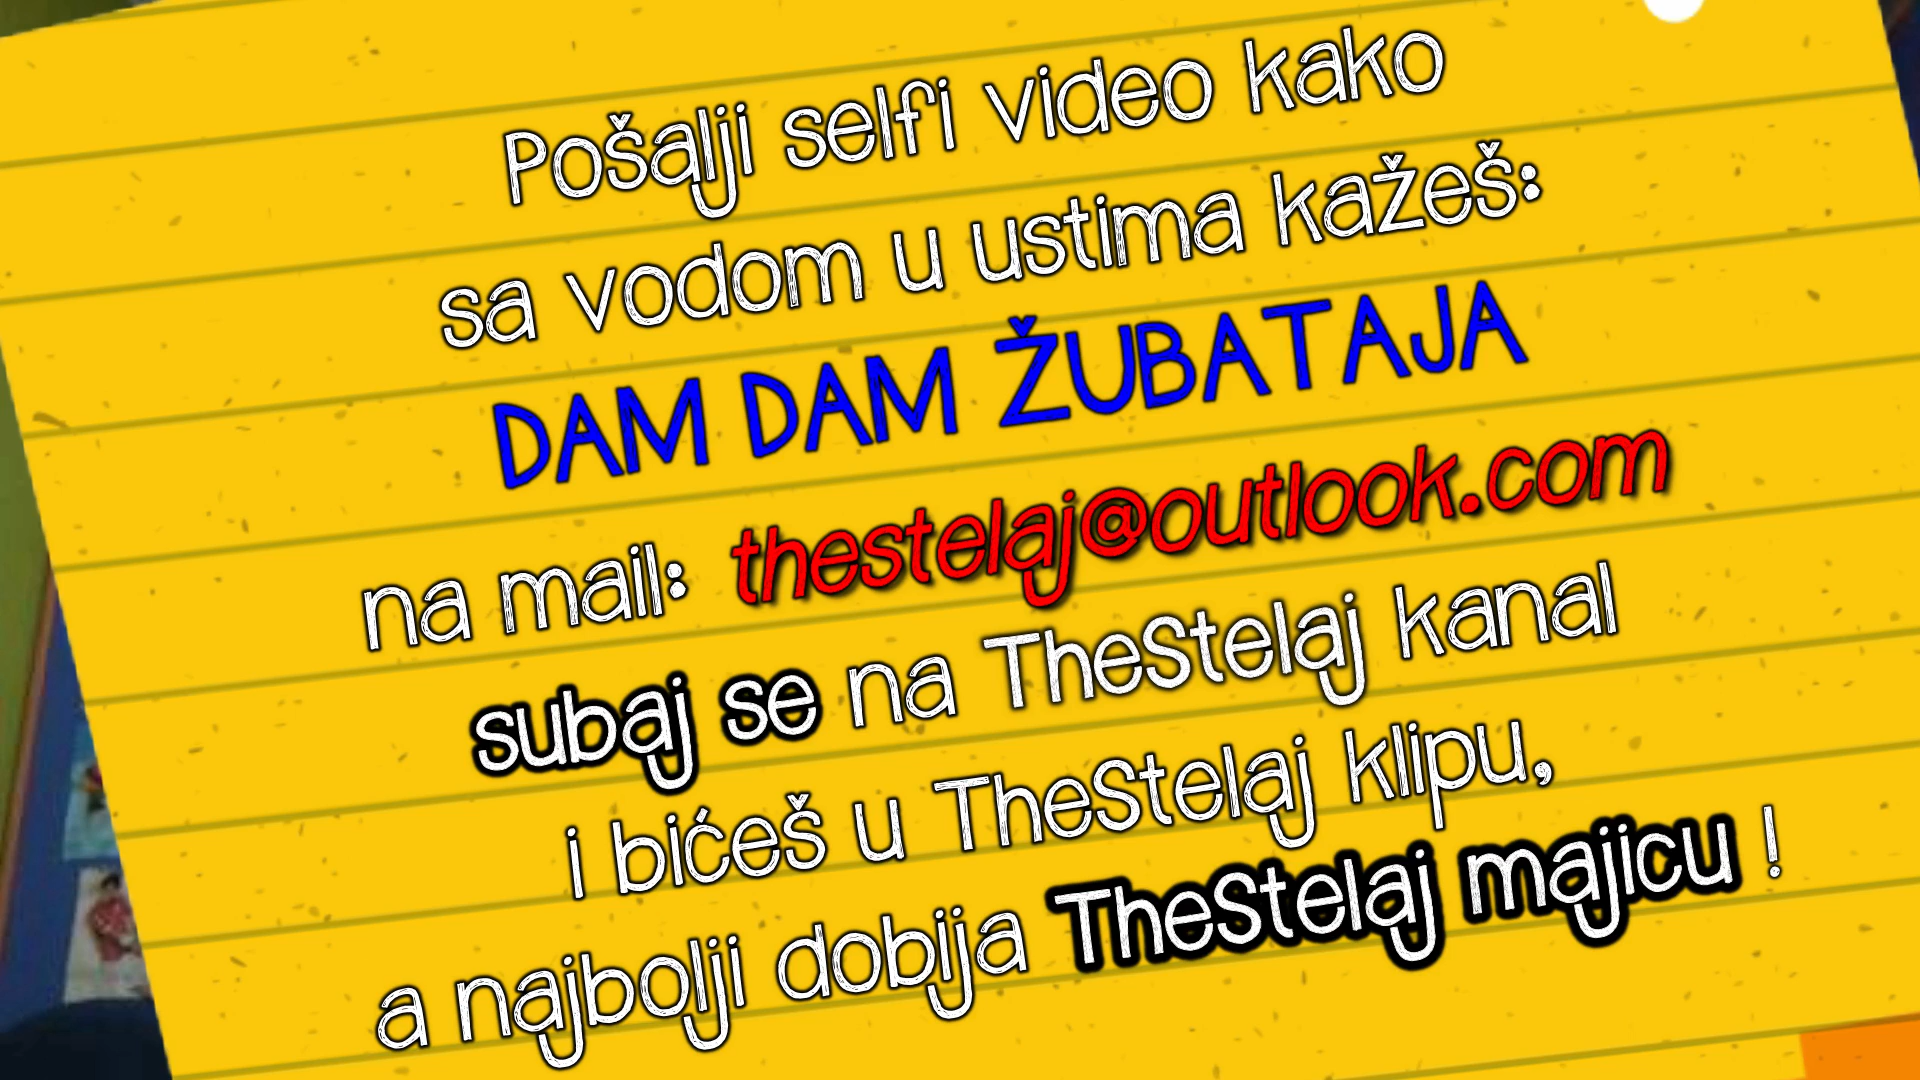 Pošalji selfi video kako
sa vodom u ustima kažeš:
DAM DAM ŽUBATAJA
na mail: thestelaj@outlook.com
subaj se na TheStelaj kanal
i bićeš u TheStelaj klipu,
a najbolji dobija TheStelaj majicu !